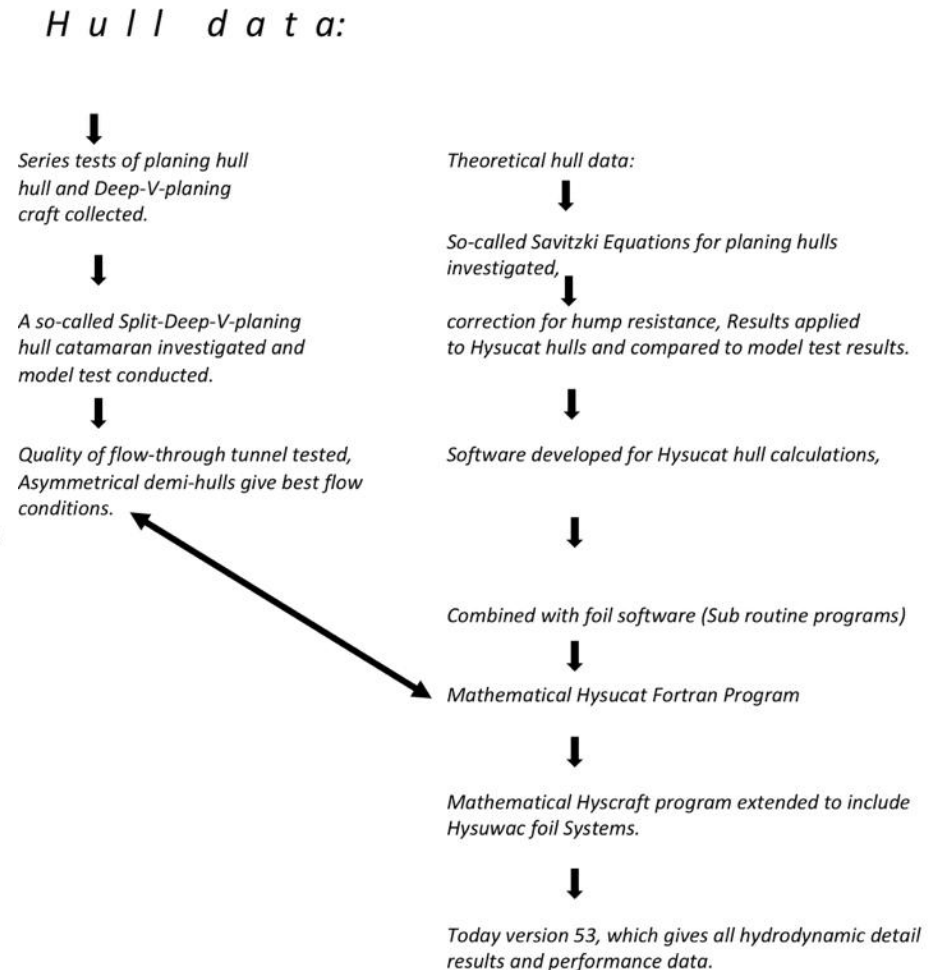 Hull data:
Series tests of planing hull
hull and Deep-V-planing
craft collected.
A so-called Split-Deep-V-planing
hull catamaran investigated and
model test conducted.
Quality of flow-through tunnel tested,
Asymmetrical demi-hulls give best flow
conditions.
Theoretical hull data:
So-called Savitzki Equations for planing hulls
investigated,
correction for hump resistance, Results applied
to Hysucat hulls and compared to model test results.
Software developed for Hysucat hull calculations,
Combined with foil software (Sub routine programs)
Mathematical Hysucat Fortran Program
Mathematical Hyscraft program extended to include
Hysuwac foil Systems.
Today version 53, which gives all hydrodynamic detail
results and performance data.